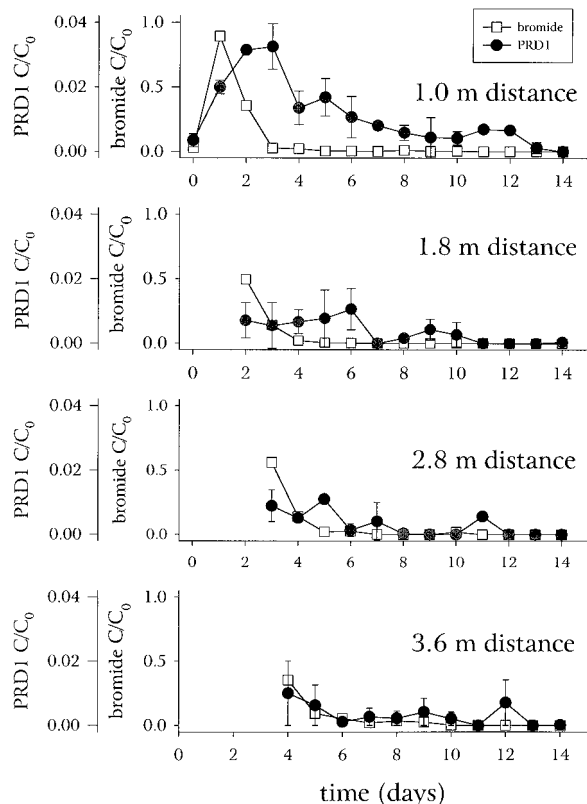 bromide
PRD1
PRD1 C/C0
bromide C/C0
0.04
0.02
0.00
1.0
0.5
0.0
1.0 m distance
0 2 4 6 8 10 12 14
PRD1 C/C0
bromide C/C0
0.04
0.02
0.00
1.0
0.5
0.0
1.8 m distance
0 2 4 6 8 10 12 14
PRD1 C/C0
bromide C/C0
0.04
0.02
0.00
1.0
0.5
0.0
2.8 m distance
0 2 4 6 8 10 12 14
PRD1 C/C0
bromide C/C0
0.04
0.02
0.00
1.0
0.5
0.0
3.6 m distance
0 2 4 6 8 10 12 14
time (days)